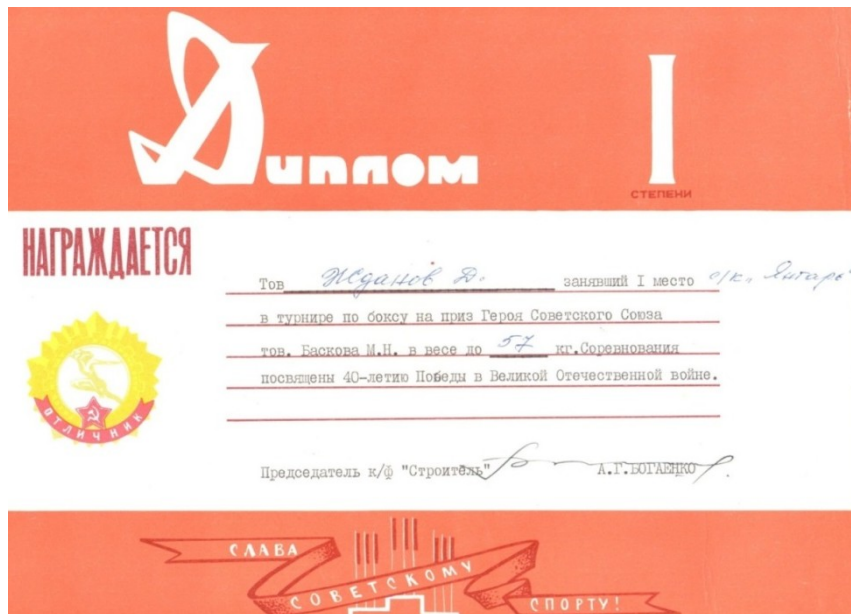 Диплом
I
СТЕПЕНИ
НАГРАЖДАЕТСЯ
Тов Жданов Д. занявший I место с/к „Янтарь"
в турнире по боксу на приз Героя Советского Союза
тов. Баскова М.Н. в весе до 57 кг.Соревнования
посвящены 40-летию Победы в Великой Отечественной войне.
ОТЛИЧНИК
Председатель к/ф "Строитель" А.Г.БОГАЕНКО
СЛАВА
СОВЕТСКОМУ
СПОРТУ!